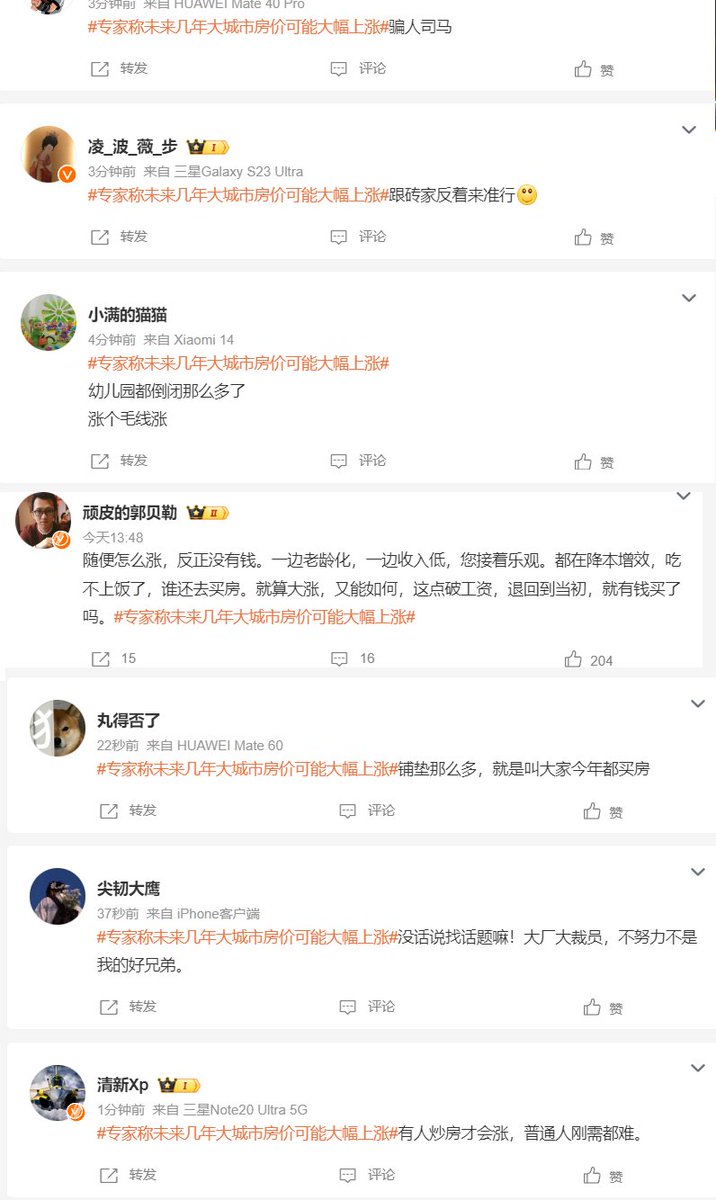 3分钟前 来自 HUAWEI Mate 40 Pro
#专家称未来几年大城市房价可能大幅上涨#骗人司马
转发 评论 赞
凌_波_薇_步 I
3分钟前 来自 三星Galaxy S23 Ultra
#专家称未来几年大城市房价可能大幅上涨#跟砖家反着来准行
转发 评论 赞
小满的猫猫
4分钟前 来自 Xiaomi 14
#专家称未来几年大城市房价可能大幅上涨#
幼儿园都倒闭那么多了
涨个毛线涨
转发 评论 赞
顽皮的郭贝勒 II
今天13:48
随便怎么涨，反正没有钱。一边老龄化，一边收入低，您接着乐观。都在降本增效，吃
不上饭了，谁还去买房。就算大涨，又能如何，这点破工资，退回到当初，就有钱买了
吗。#专家称未来几年大城市房价可能大幅上涨#
15 16 204
丸得否了
22秒前 来自 HUAWEI Mate 60
#专家称未来几年大城市房价可能大幅上涨#铺垫那么多，就是叫大家今年都买房
转发 评论 赞
尖韧大鹰
37秒前 来自 iPhone客户端
#专家称未来几年大城市房价可能大幅上涨#没话说找话题嘛！大厂大裁员，不努力不是
我的好兄弟。
转发 评论 赞
清新Xp I
1分钟前 来自 三星Note20 Ultra 5G
#专家称未来几年大城市房价可能大幅上涨#有人炒房才会涨，普通人刚需都难。
转发 评论 赞